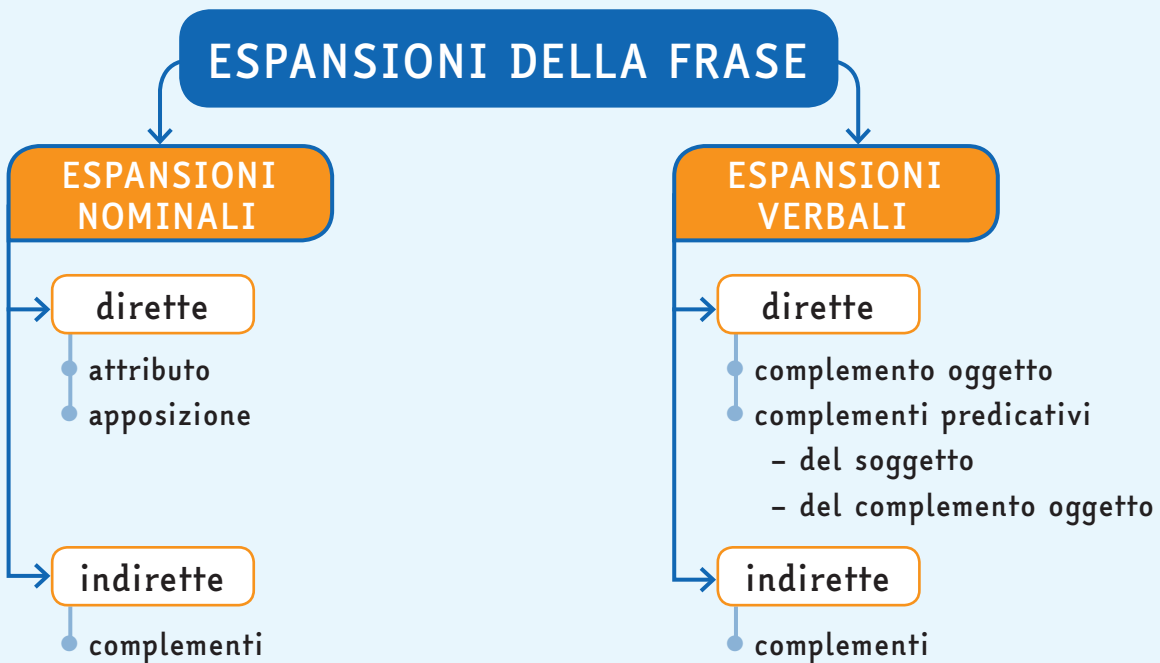 ESPANSIONI DELLA FRASE
ESPANSIONI
NOMINALI
dirette
attributo
apposizione
indirette
complementi
ESPANSIONI
VERBALI
dirette
complemento oggetto
complementi predicativi
– del soggetto
– del complemento oggetto
indirette
complementi